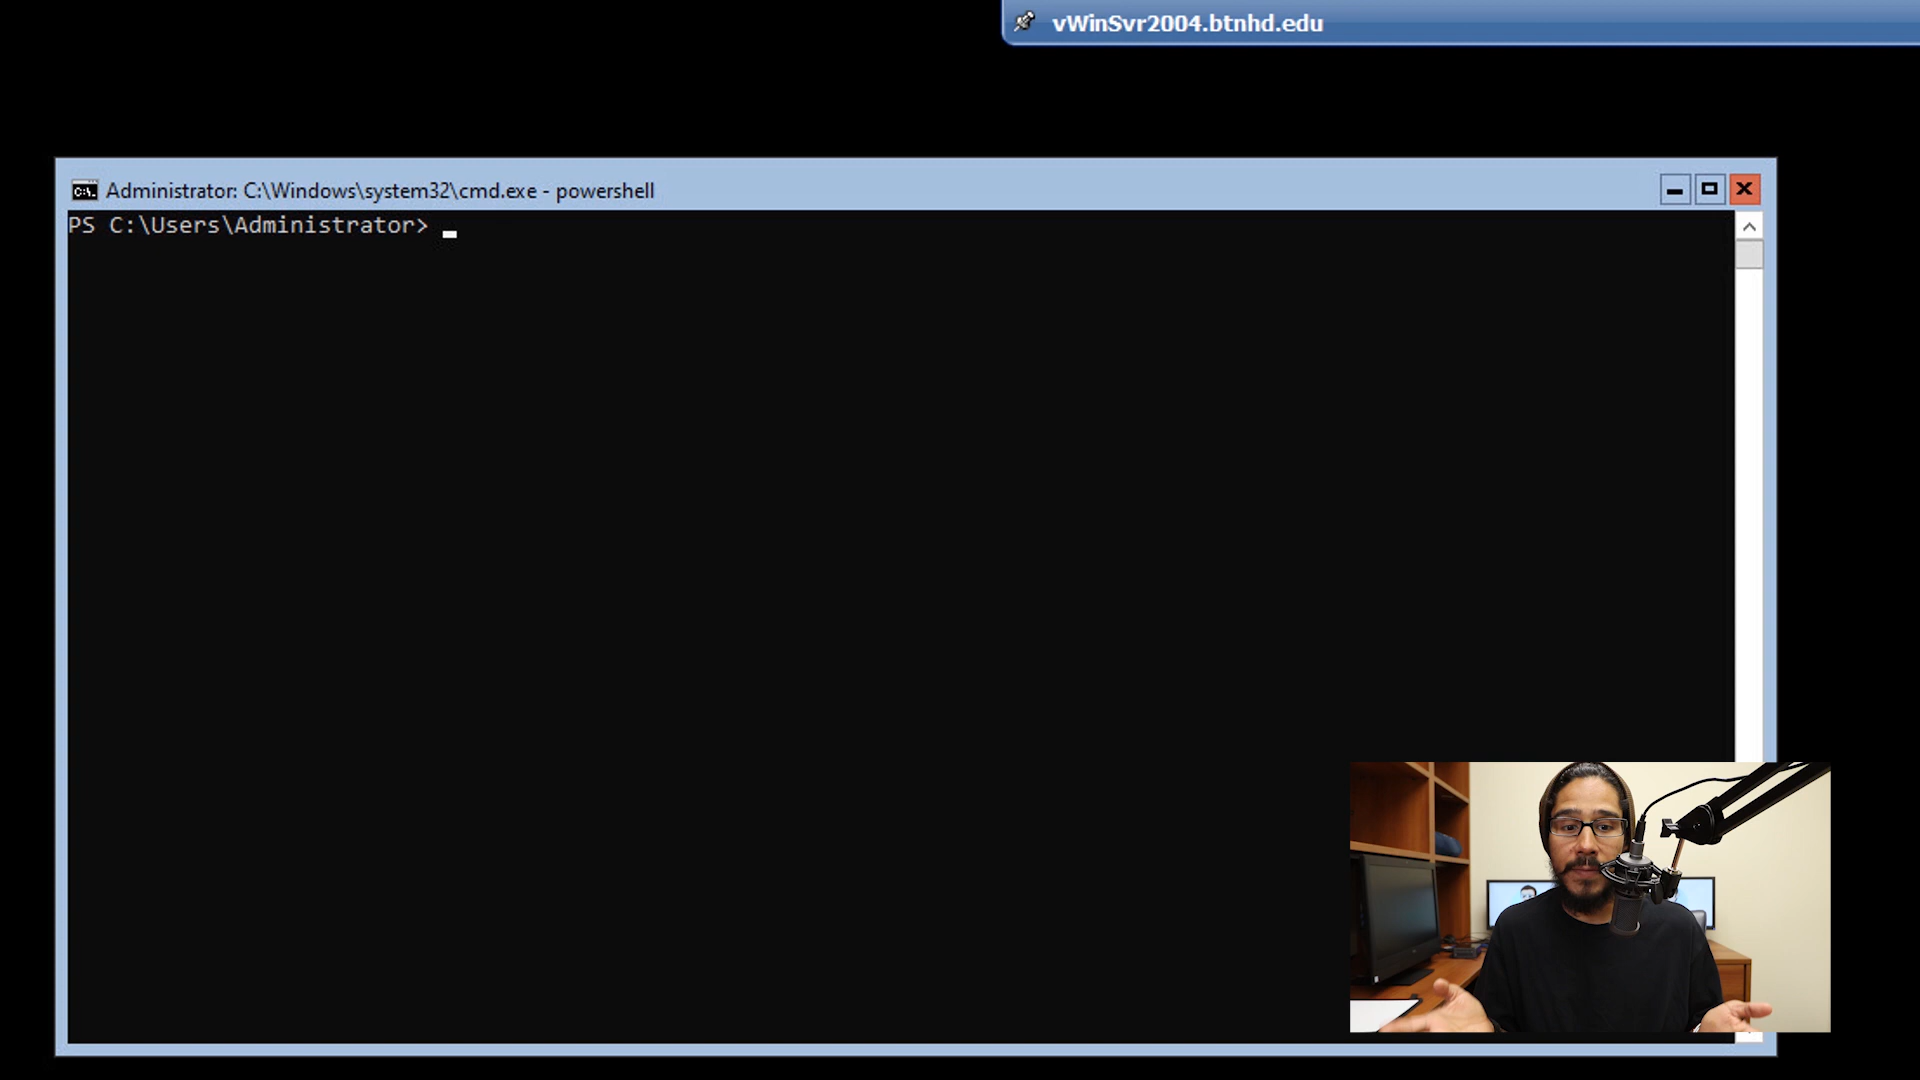 vWinSvr2004.btnhd.edu
Administrator: C:\Windows\system32\cmd.exe - powershell
PS C:\Users\Administrator>